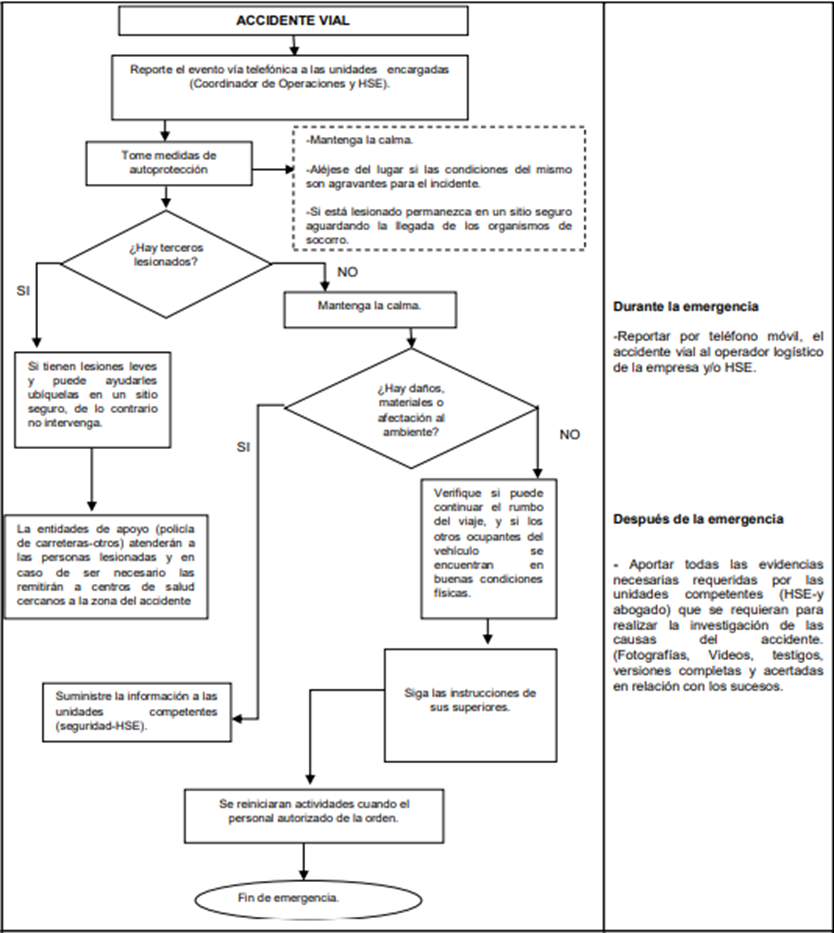 ACCIDENTE VIAL
Reporte el evento vía telefónica a las unidades encargadas
(Coordinador de Operaciones y HSE).
Tome medidas de
autoprotección
-Mantenga la calma.
-Aléjese del lugar si las condiciones del mismo
son agravantes para el incidente.
-Si está lesionado permanezca en un sitio seguro
aguardando la llegada de los organismos de
socorro.
¿Hay terceros
lesionados?
SI
NO
Mantenga la calma.
Si tienen lesiones leves
y puede ayudarles
ubíquelas en un sitio
seguro, de lo contrario
no intervenga.
¿Hay daños,
materiales o
afectación al
ambiente?
SI
NO
La entidades de apoyo (policía
de carreteras-otros) atenderán a
las personas lesionadas y en
caso de ser necesario las
remitirán a centros de salud
cercanos a la zona del accidente
Verifique si puede
continuar el rumbo
del viaje, y si los
otros ocupantes del
vehículo se
encuentran en
buenas condiciones
físicas.
Suministre la información a las
unidades competentes
(seguridad-HSE).
Siga las instrucciones de
sus superiores.
Se reiniciaran actividades cuando el
personal autorizado de la orden.
Fin de emergencia.
Durante la emergencia
-Reportar por teléfono móvil, el
accidente vial al operador logístico
de la empresa y/o HSE.
Después de la emergencia
- Aportar todas las evidencias
necesarias requeridas por las
unidades competentes (HSE-y
abogado) que se requieran para
realizar la investigación de las
causas del accidente.
(Fotografías, Videos, testigos,
versiones completas y acertadas
en relación con los sucesos.